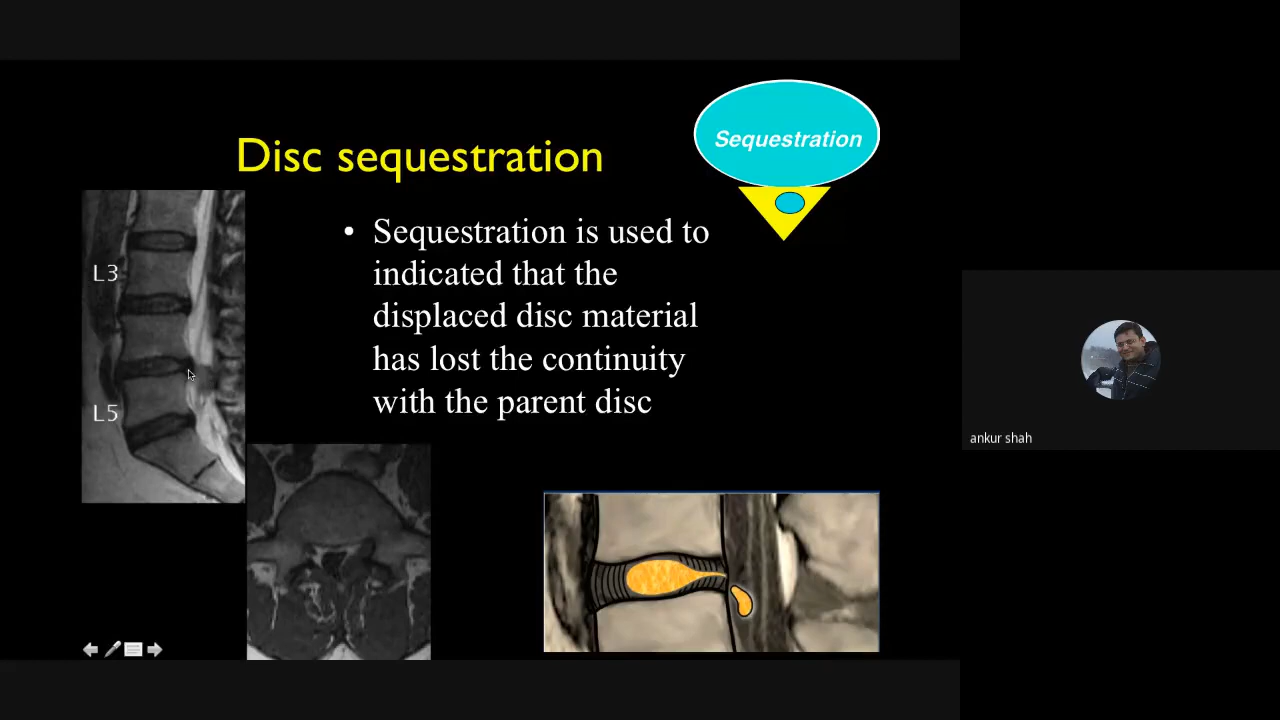 Sequestration
Disc sequestration
• Sequestration is used to
indicated that the
displaced disc material
has lost the continuity
with the parent disc
L3
L5
ankur shah